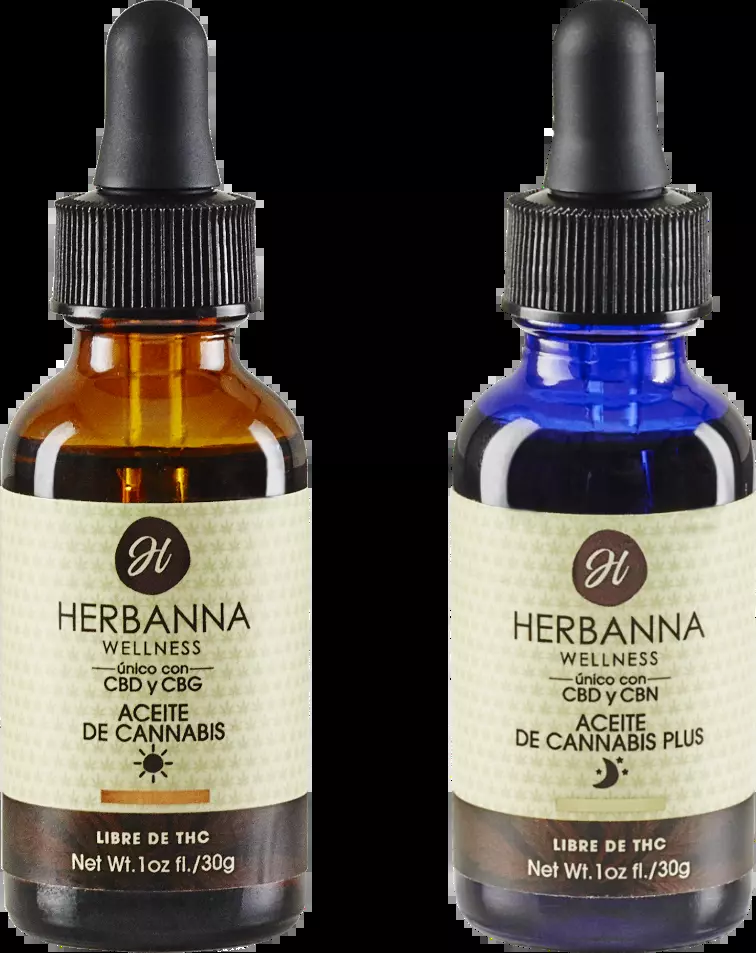 H
HERBANNA
WELLNESS
único con
CBD y CBG
ACEITE
DE CANNABIS
LIBRE DE THC
Net Wt.1oz fl./30g
H
HERBANNA
WELLNESS
único con
CBD y CBN
ACEITE
DE CANNABIS PLUS
LIBRE DE THC
Net Wt.1oz fl./30g